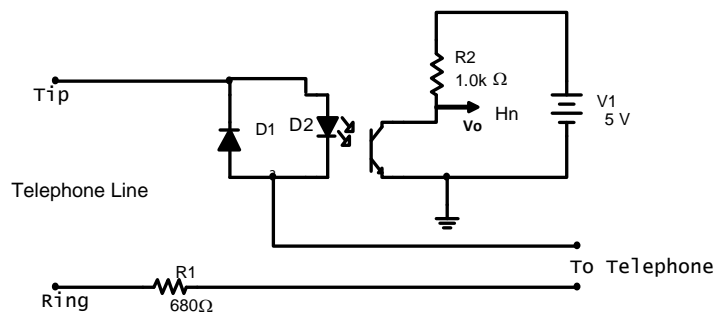 R2
1.0k Ω
Tip
D1
D2
Vo
Hn
V1
5 V
Telephone Line
To Telephone
R1
Ring
680Ω